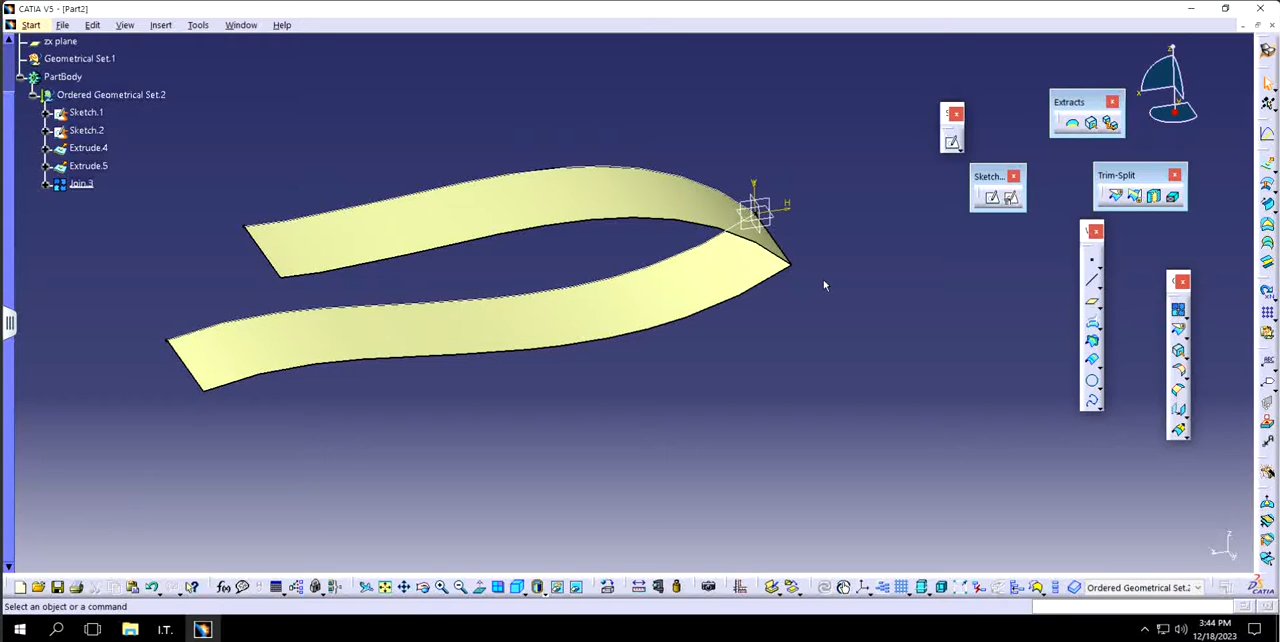 CATIA V5 - [Part2]
Start File Edit View Insert Tools Window Help
zx plane
Geometrical Set.1
PartBody
Ordered Geometrical Set.2
Sketch.1
Sketch.2
Extrude.4
Extrude.5
Join.3
Extracts
Sketch...
Trim-Split
H
Ordered Geometrical Set.2
CATIA
Select an object or a command
I.T.
3:44 PM
12/18/2023